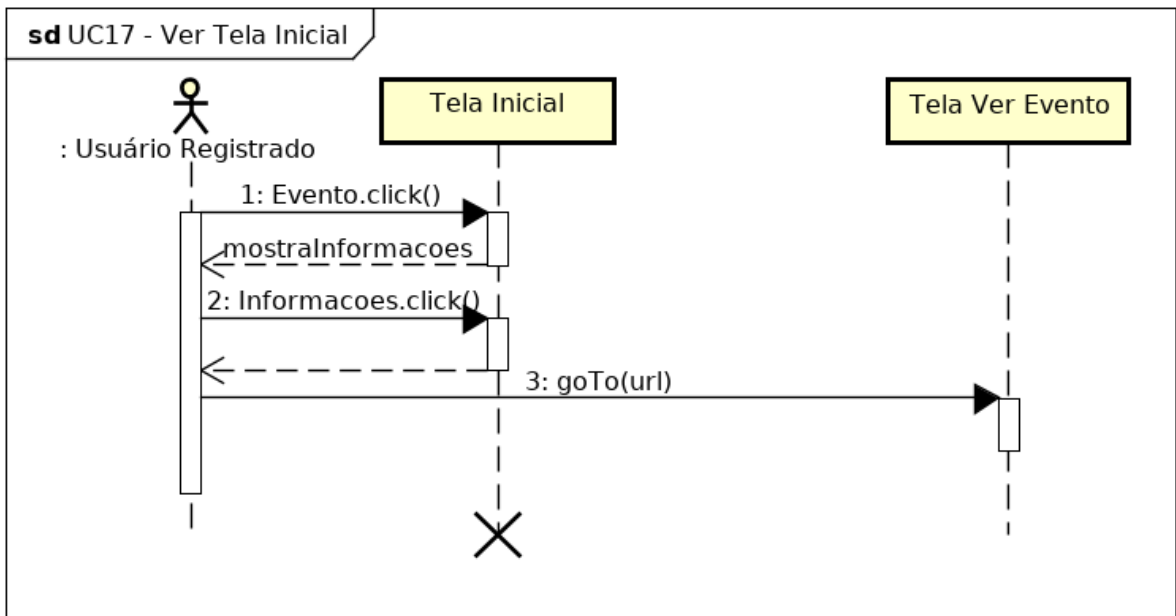 sd UC17 - Ver Tela Inicial
Tela Inicial
Tela Ver Evento
: Usuário Registrado
1: Evento.click()
mostraInformacoes
2: Informacoes.click()
3: goTo(url)